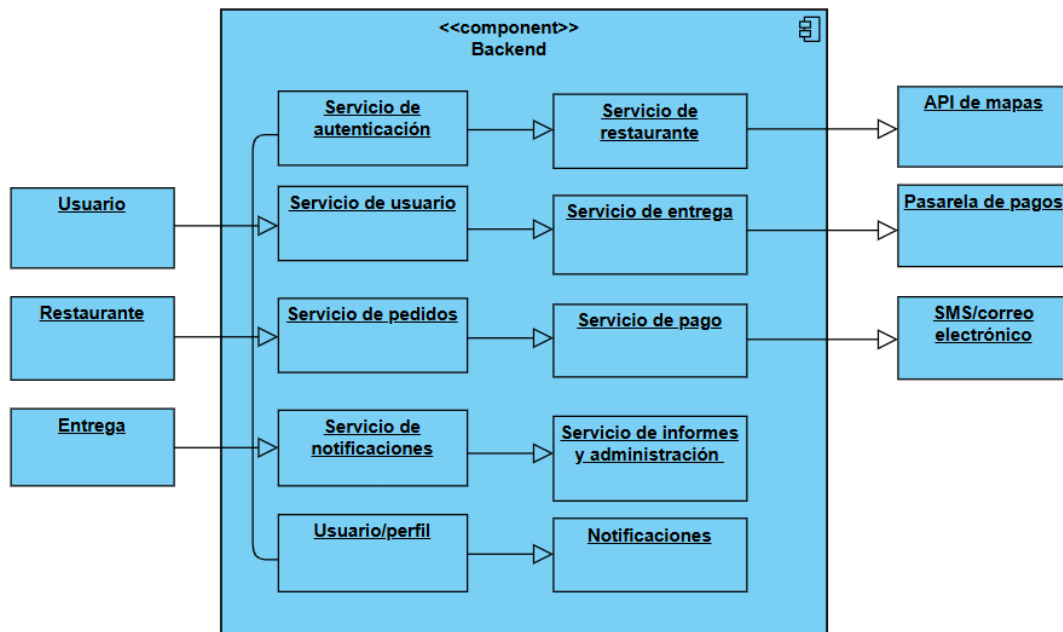 <<component>>
Backend
Servicio de
autenticación
Servicio de
restaurante
API de mapas
Usuario
Servicio de usuario
Servicio de entrega
Pasarela de pagos
Restaurante
Servicio de pedidos
Servicio de pago
SMS/correo
electrónico
Entrega
Servicio de
notificaciones
Servicio de informes
y administración
Usuario/perfil
Notificaciones